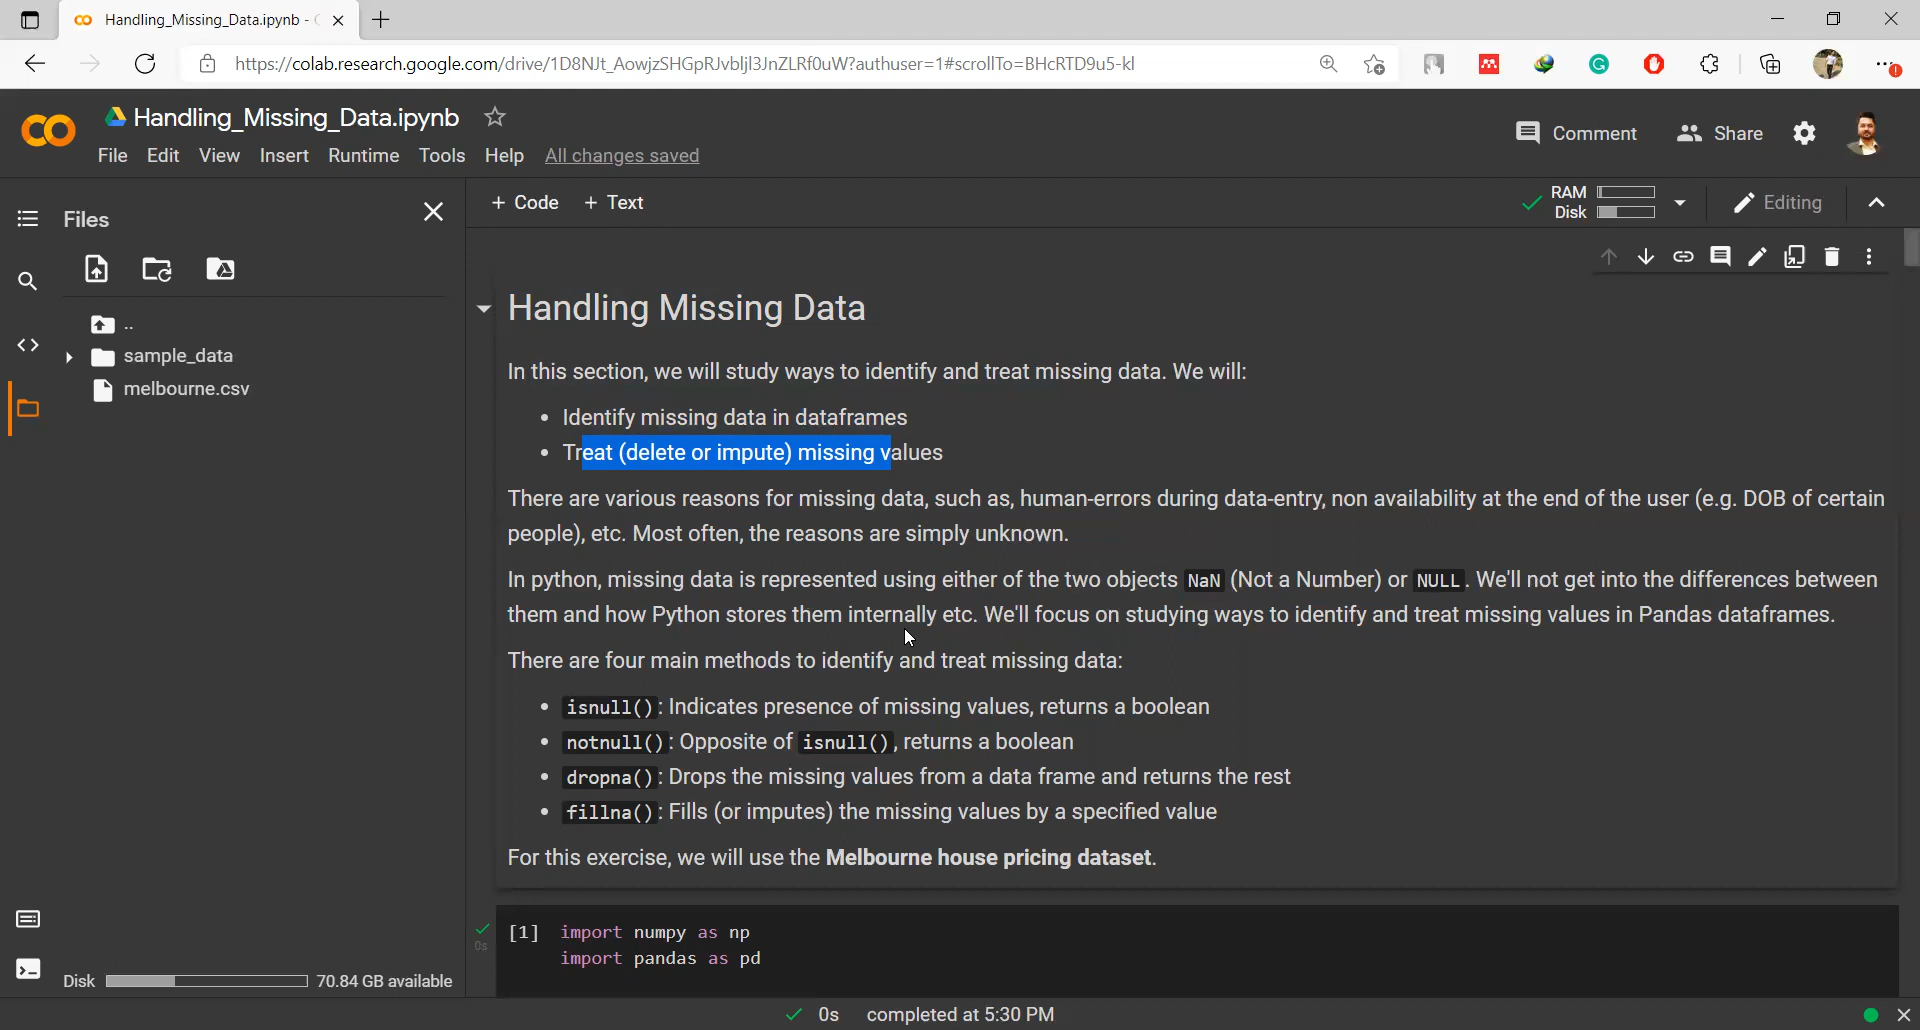 Handling_Missing_Data.ipynb -
https://colab.research.google.com/drive/1D8NJt_AowjzSHGpRJvbljl3JnZLRf0uW?authuser=1#scrollTo=BHcRTD9u5-kl
Handling_Missing_Data.ipynb
Comment
Share
File Edit View Insert Runtime Tools Help All changes saved
Files
+ Code + Text
RAM
Disk
Editing
..
sample_data
melbourne.csv
Handling Missing Data
In this section, we will study ways to identify and treat missing data. We will:
• Identify missing data in dataframes
• Treat (delete or impute) missing values
There are various reasons for missing data, such as, human-errors during data-entry, non availability at the end of the user (e.g. DOB of certain
people), etc. Most often, the reasons are simply unknown.
In python, missing data is represented using either of the two objects NaN (Not a Number) or NULL. We'll not get into the differences between
them and how Python stores them internally etc. We'll focus on studying ways to identify and treat missing values in Pandas dataframes.
There are four main methods to identify and treat missing data:
• isnull(): Indicates presence of missing values, returns a boolean
• notnull(): Opposite of isnull(), returns a boolean
• dropna(): Drops the missing values from a data frame and returns the rest
• fillna(): Fills (or imputes) the missing values by a specified value
For this exercise, we will use the Melbourne house pricing dataset.
[1] import numpy as np
import pandas as pd
0s
Disk 70.84 GB available
0s completed at 5:30 PM